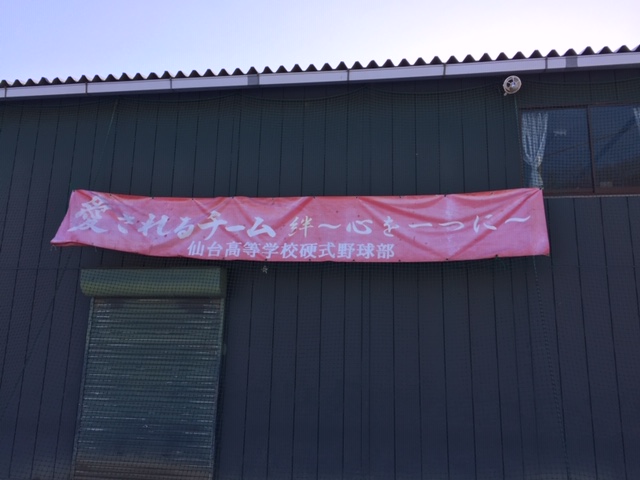 愛されるチーム 絆～心を一つに～
仙台高等学校硬式野球部